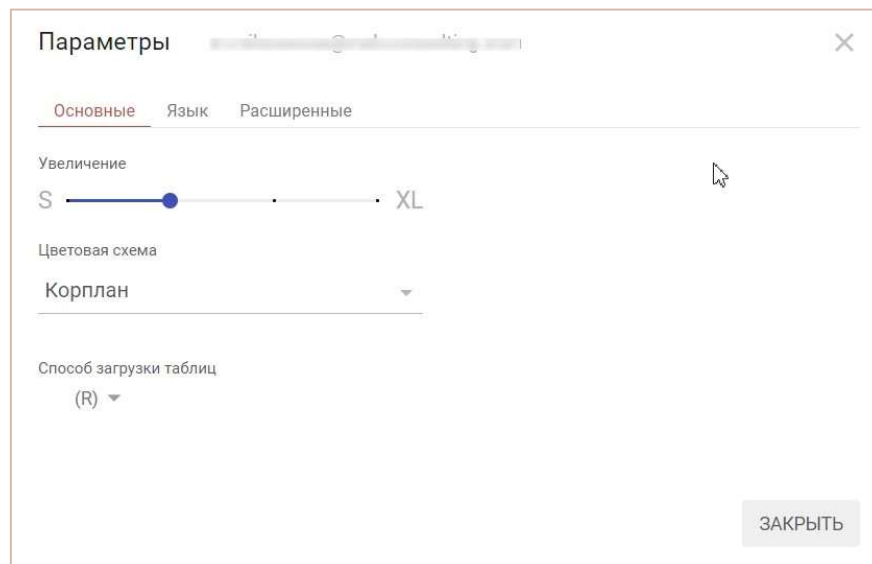 Параметры
Основные Язык Расширенные
Увеличение
S XL
Цветовая схема
Корплан
Способ загрузки таблиц
(R)
ЗАКРЫТЬ